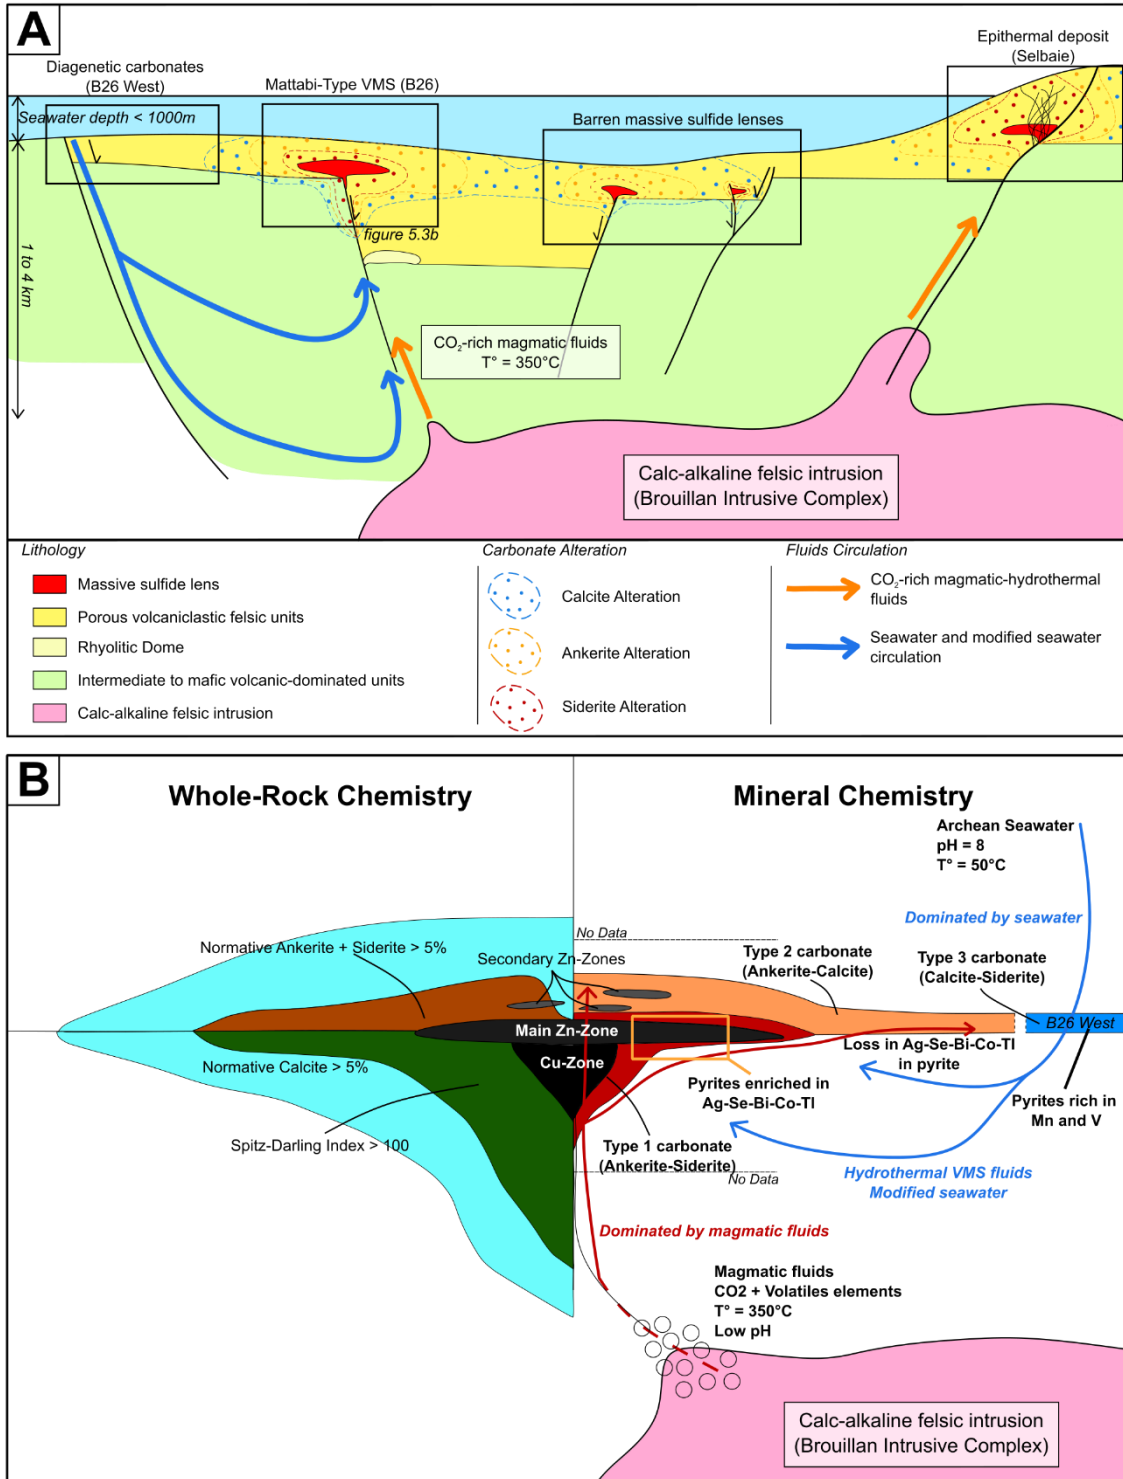 A
Diagenetic carbonates
(B26 West)
Mattabi-Type VMS (B26)
Epithermal deposit
(Selbaie)
Seawater depth < 1000m
Barren massive sulfide lenses
figure 5.3b
1 to 4 km
CO2-rich magmatic fluids
T° = 350°C
Calc-alkaline felsic intrusion
(Brouillan Intrusive Complex)
Lithology
Massive sulfide lens
Porous volcaniclastic felsic units
Rhyolitic Dome
Intermediate to mafic volcanic-dominated units
Calc-alkaline felsic intrusion
Carbonate Alteration
Calcite Alteration
Ankerite Alteration
Siderite Alteration
Fluids Circulation
CO2-rich magmatic-hydrothermal
fluids
Seawater and modified seawater
circulation
B
Whole-Rock Chemistry
Mineral Chemistry
Archean Seawater
pH = 8
T° = 50°C
Dominated by seawater
No Data
Normative Ankerite + Siderite > 5%
Secondary Zn-Zones
Type 2 carbonate
(Ankerite-Calcite)
Type 3 carbonate
(Calcite-Siderite)
Main Zn-Zone
B26 West
Cu-Zone
Loss in Ag-Se-Bi-Co-Tl
in pyrite
Normative Calcite > 5%
Pyrites enriched in
Ag-Se-Bi-Co-Tl
Pyrites rich in
Mn and V
Spitz-Darling Index > 100
Type 1 carbonate
(Ankerite-Siderite)
No Data
Hydrothermal VMS fluids
Modified seawater
Dominated by magmatic fluids
Magmatic fluids
CO2 + Volatiles elements
T° = 350°C
Low pH
Calc-alkaline felsic intrusion
(Brouillan Intrusive Complex)